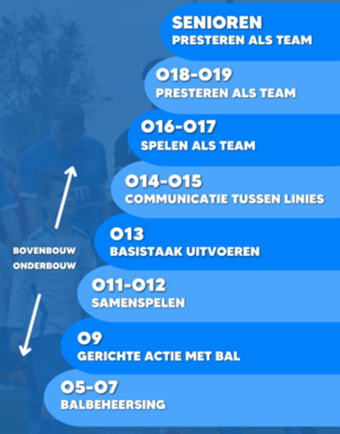 SENIOREN
PRESTEREN ALS TEAM
O18-O19
PRESTEREN ALS TEAM
O16-O17
SPELEN ALS TEAM
O14-O15
COMMUNICATIE TUSSEN LINIES
O13
BASISTAAK UITVOEREN
BOVENBOUW
ONDERBOUW
O11-O12
SAMENSPELEN
O9
GERICHTE ACTIE MET BAL
O5-O7
BALBEHEERSING